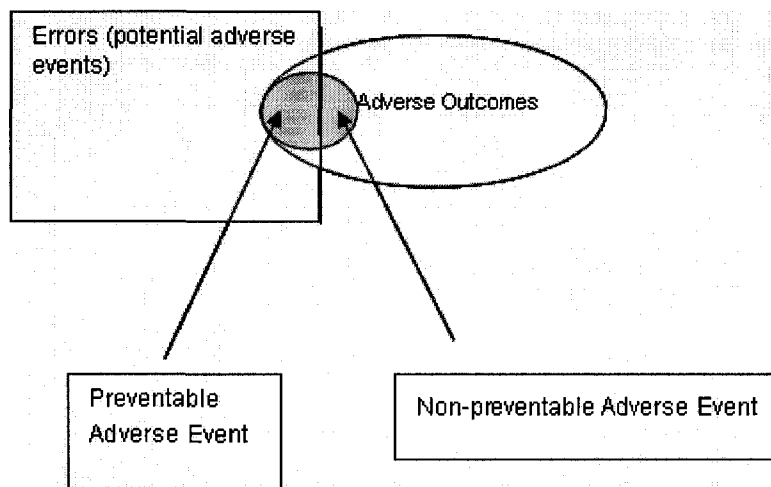 Errors (potential adverse
events)
Adverse Outcomes
Preventable
Adverse Event
Non-preventable Adverse Event